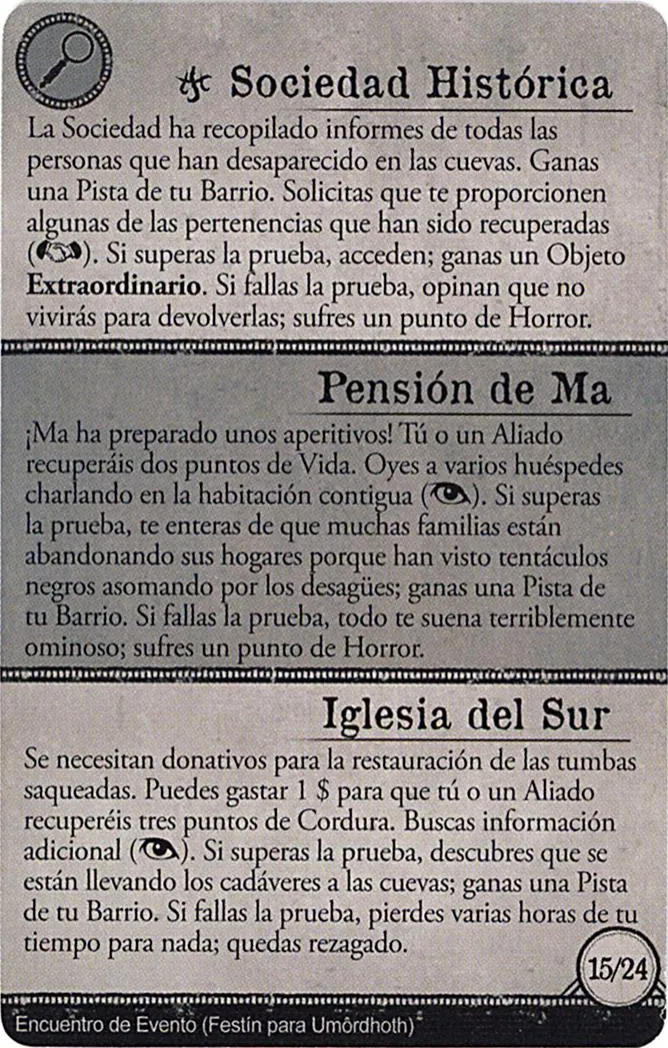 Sociedad Histórica
La Sociedad ha recopilado informes de todas las
personas que han desaparecido en las cuevas. Ganas
una Pista de tu Barrio. Solicitas que te proporcionen
algunas de las pertenencias que han sido recuperadas
( ). Si superas la prueba, acceden; ganas un Objeto
Extraordinario. Si fallas la prueba, opinan que no
vivirás para devolverlas; sufres un punto de Horror.
Pensión de Ma
¡Ma ha preparado unos aperitivos! Tú o un Aliado
recuperáis dos puntos de Vida. Oyes a varios huéspedes
charlando en la habitación contigua ( ). Si superas
la prueba, te enteras de que muchas familias están
abandonando sus hogares porque han visto tentáculos
negros asomando por los desagües; ganas una Pista de
tu Barrio. Si fallas la prueba, todo te suena terriblemente
ominoso; sufres un punto de Horror.
Iglesia del Sur
Se necesitan donativos para la restauración de las tumbas
saqueadas. Puedes gastar 1 $ para que tú o un Aliado
recuperéis tres puntos de Cordura. Buscas información
adicional ( ). Si superas la prueba, descubres que se
están llevando los cadáveres a las cuevas; ganas una Pista
de tu Barrio. Si fallas la prueba, pierdes varias horas de tu
tiempo para nada; quedas rezagado.
15/24
Encuentro de Evento (Festín para Umôrdhoth)